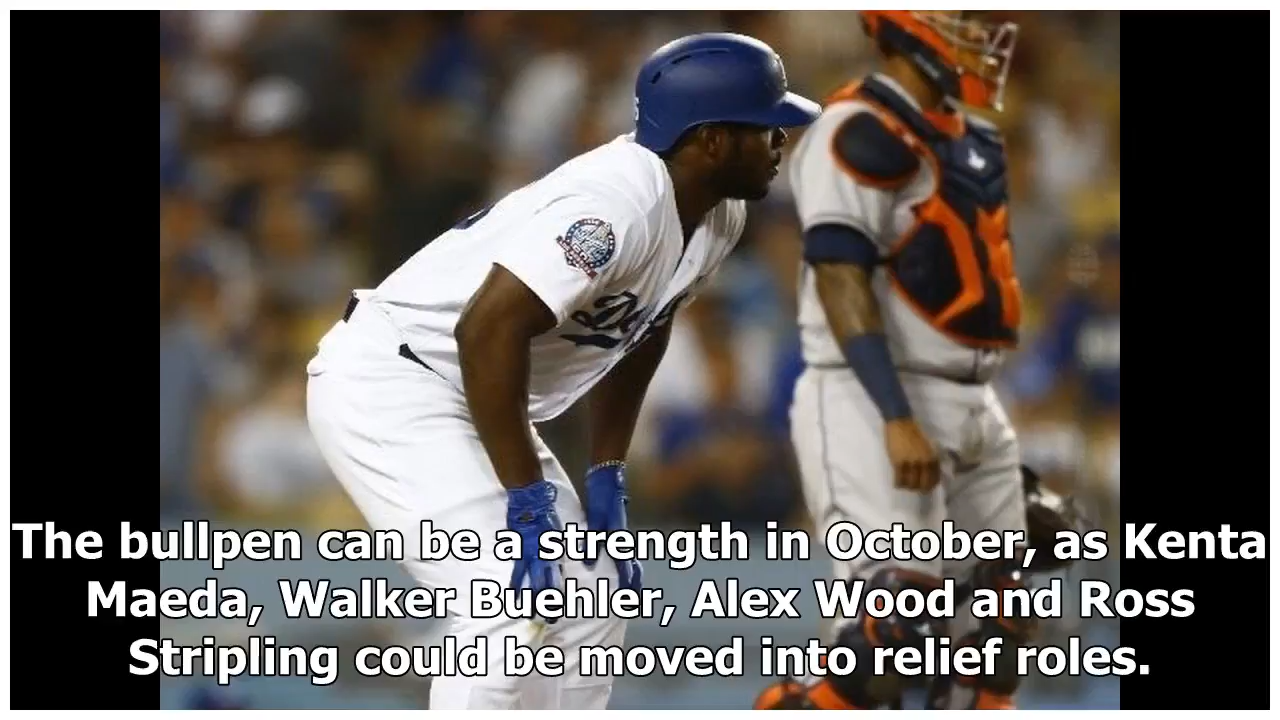 The bullpen can be a strength in October, as Kenta
Maeda, Walker Buehler, Alex Wood and Ross
Stripling could be moved into relief roles.